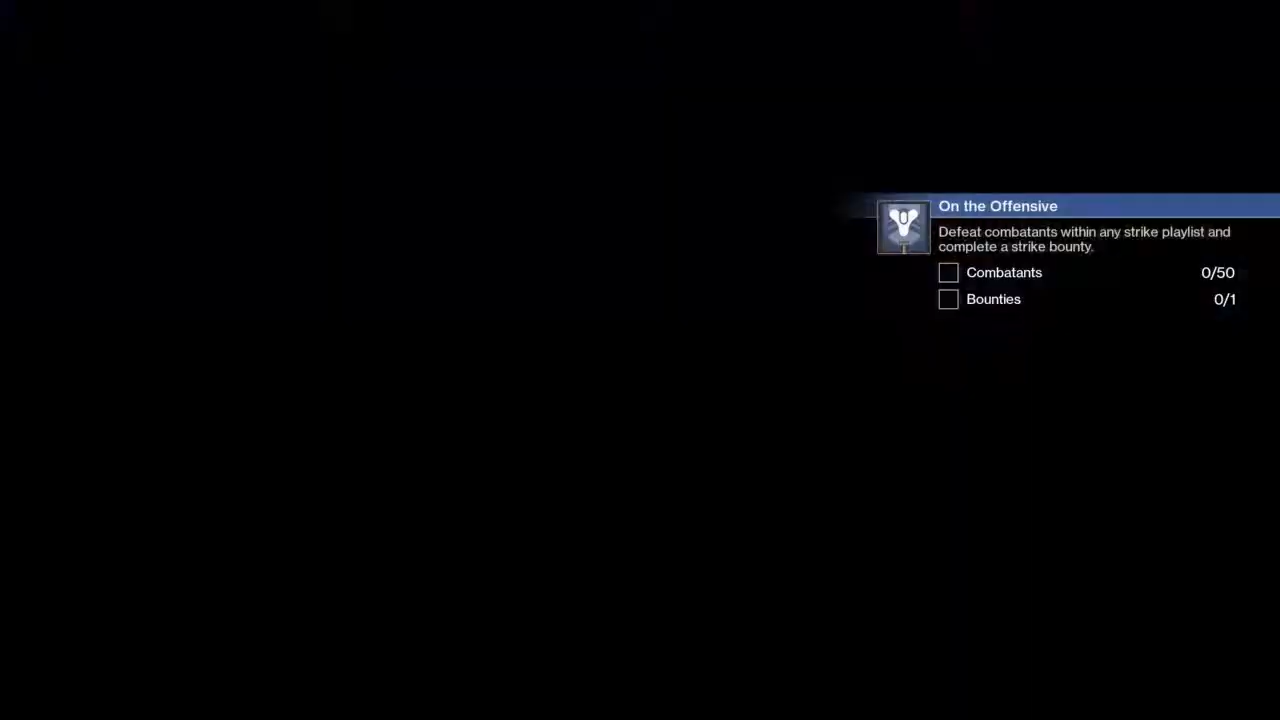 On the Offensive
Defeat combatants within any strike playlist and
complete a strike bounty.
Combatants 0/50
Bounties 0/1